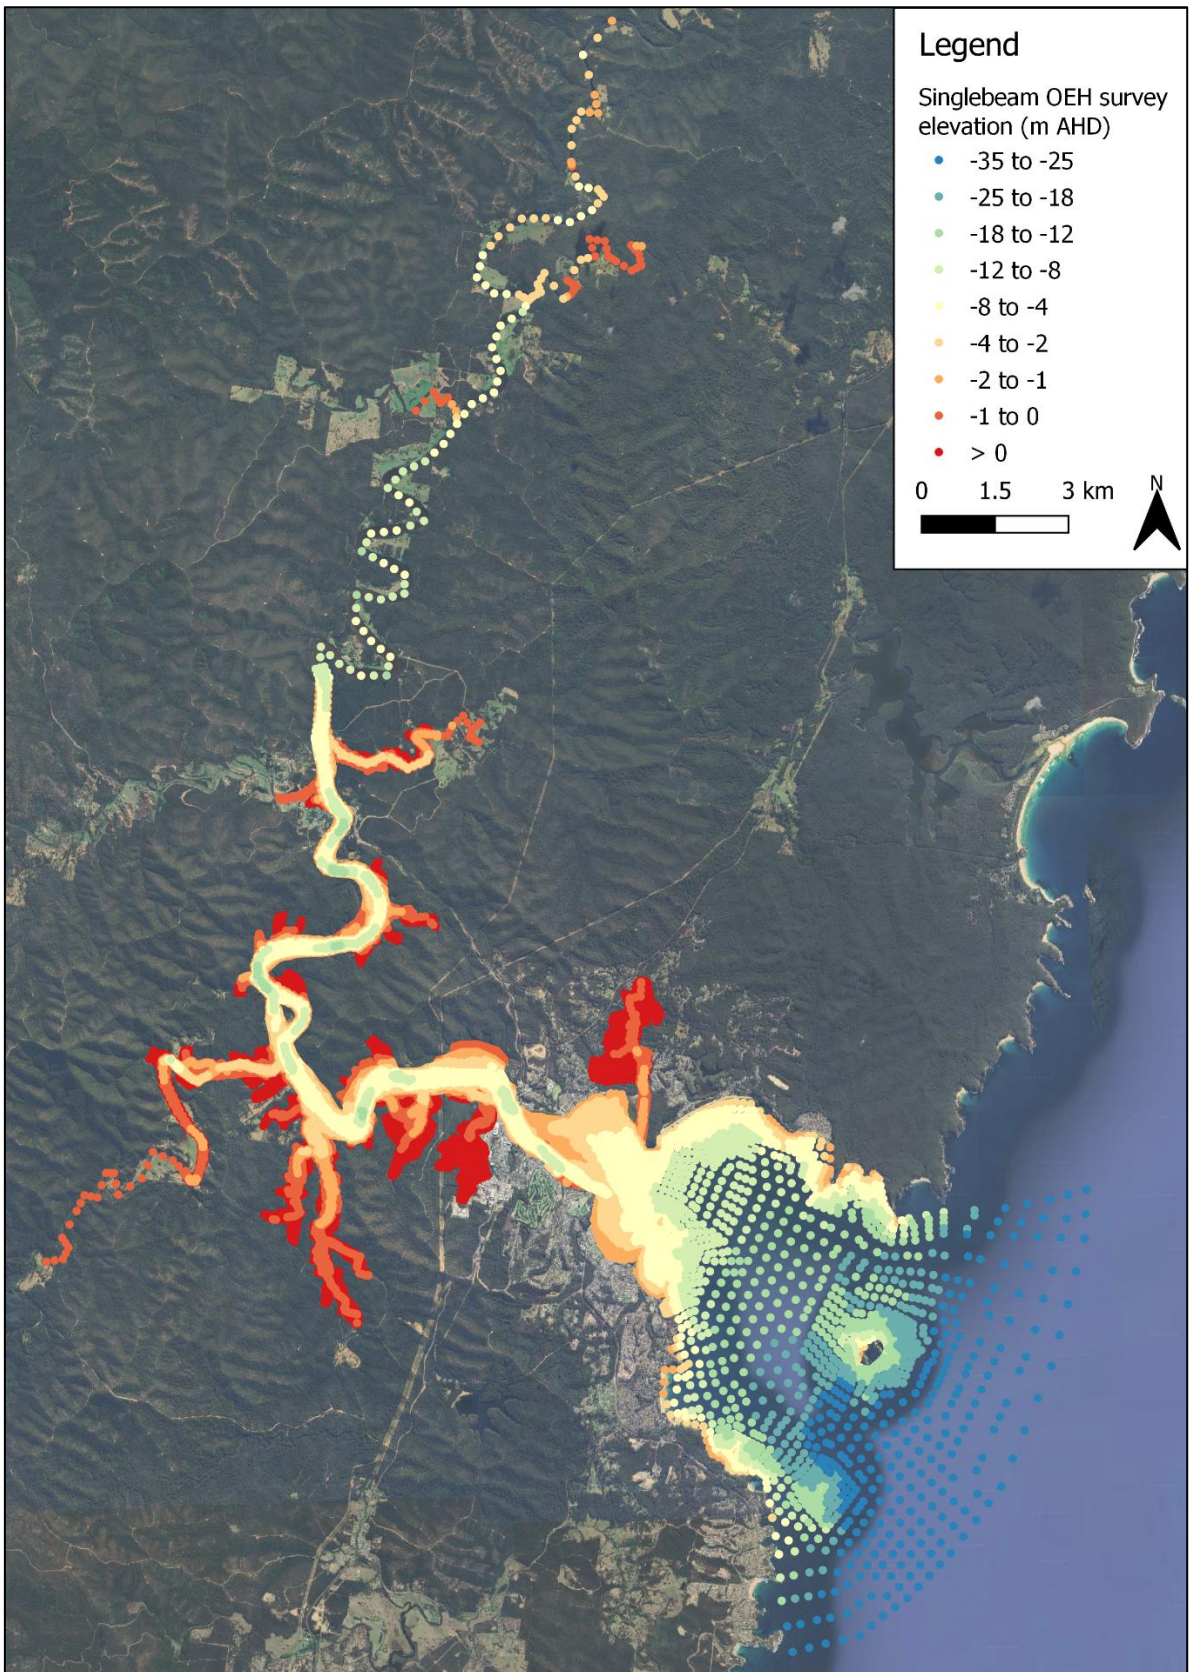 Legend
Singlebeam OEH survey
elevation (m AHD)
-35 to -25
-25 to -18
-18 to -12
-12 to -8
-8 to -4
-4 to -2
-2 to -1
-1 to 0
> 0
0 1.5 3 km
N